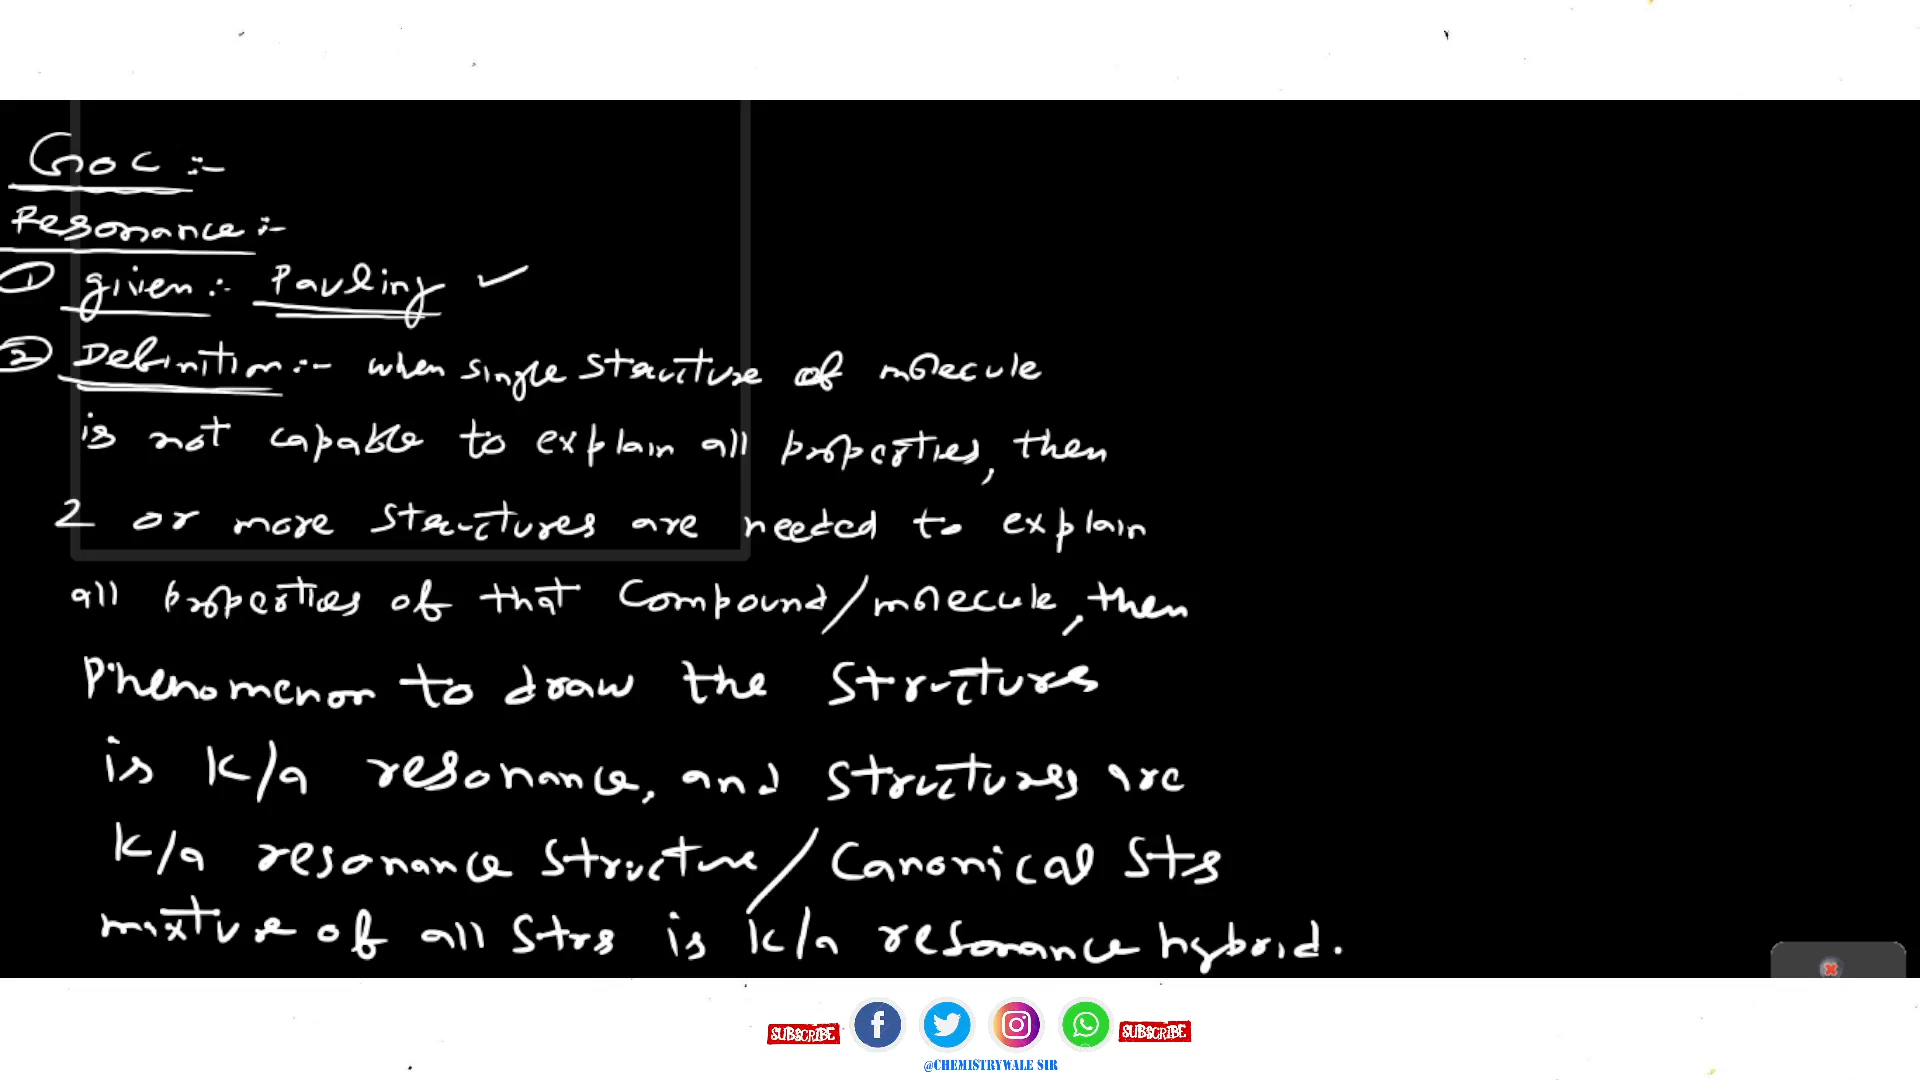 GOC :-
Resonance :-
① given :- Pauling ✓
② Definition :- when single structure of molecule
is not capable to explain all properties, then
2 or more structures are needed to explain
all properties of that Compound/molecule, then
Phenomenon to draw the structures
is k/a resonance, and structures are
k/a resonance structure/Canonical Sts
mixture of all Strs is k/a resonance hybrid.
SUBSCRIBE SUBSCRIBE
@CHEMISTRYWALE SIR